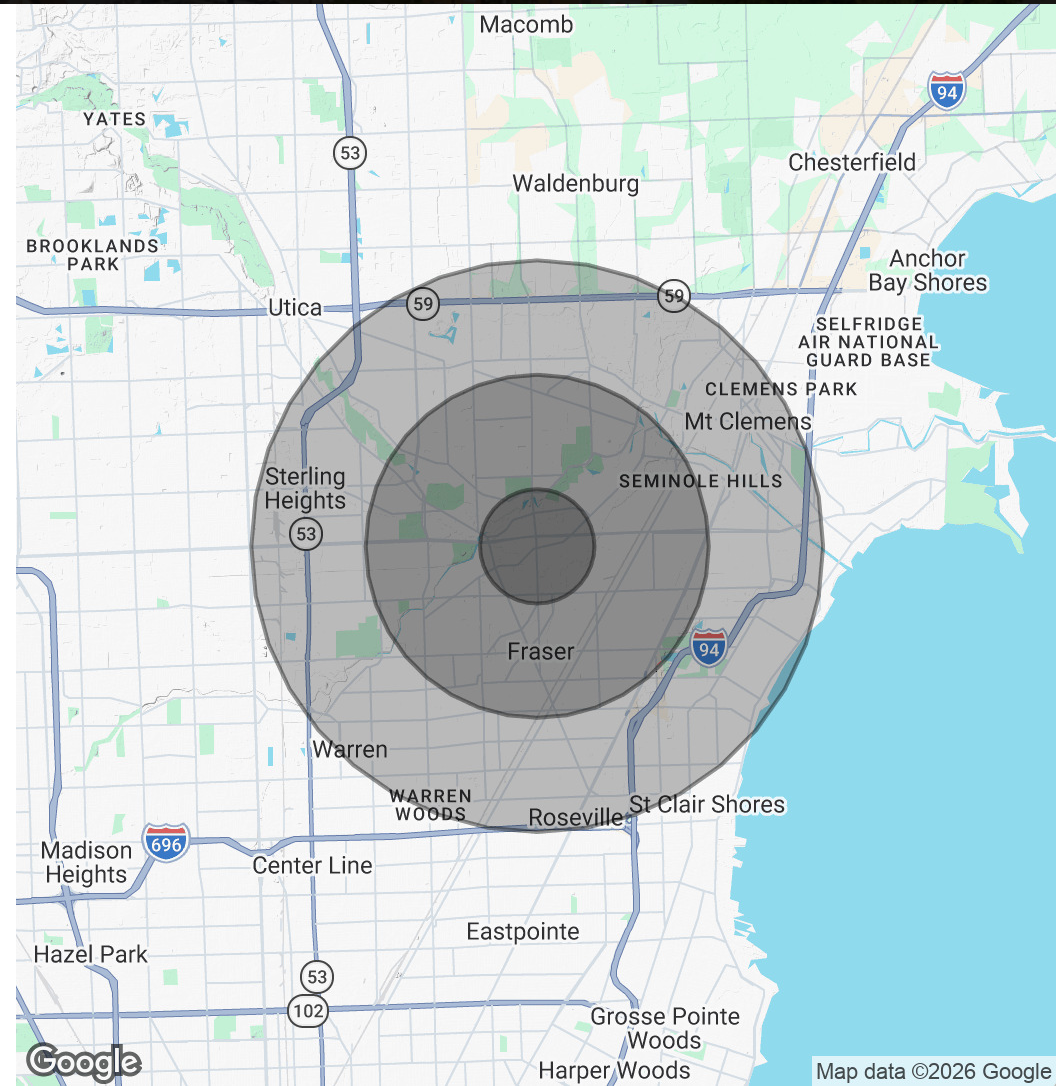 Macomb
94
YATES
53
Chesterfield
Waldenburg
BROOKLANDS
PARK
Anchor
Bay Shores
59
59
Utica
SELFRIDGE
AIR NATIONAL
GUARD BASE
CLEMENS PARK
Mt Clemens
Sterling
Heights
SEMINOLE HILLS
53
Fraser
94
Warren
WARREN
WOODS
Roseville
St Clair Shores
696
Madison
Heights
Center Line
Eastpointe
Hazel Park
53
102
Grosse Pointe
Woods
Harper Woods
Google
Map data ©2026 Google